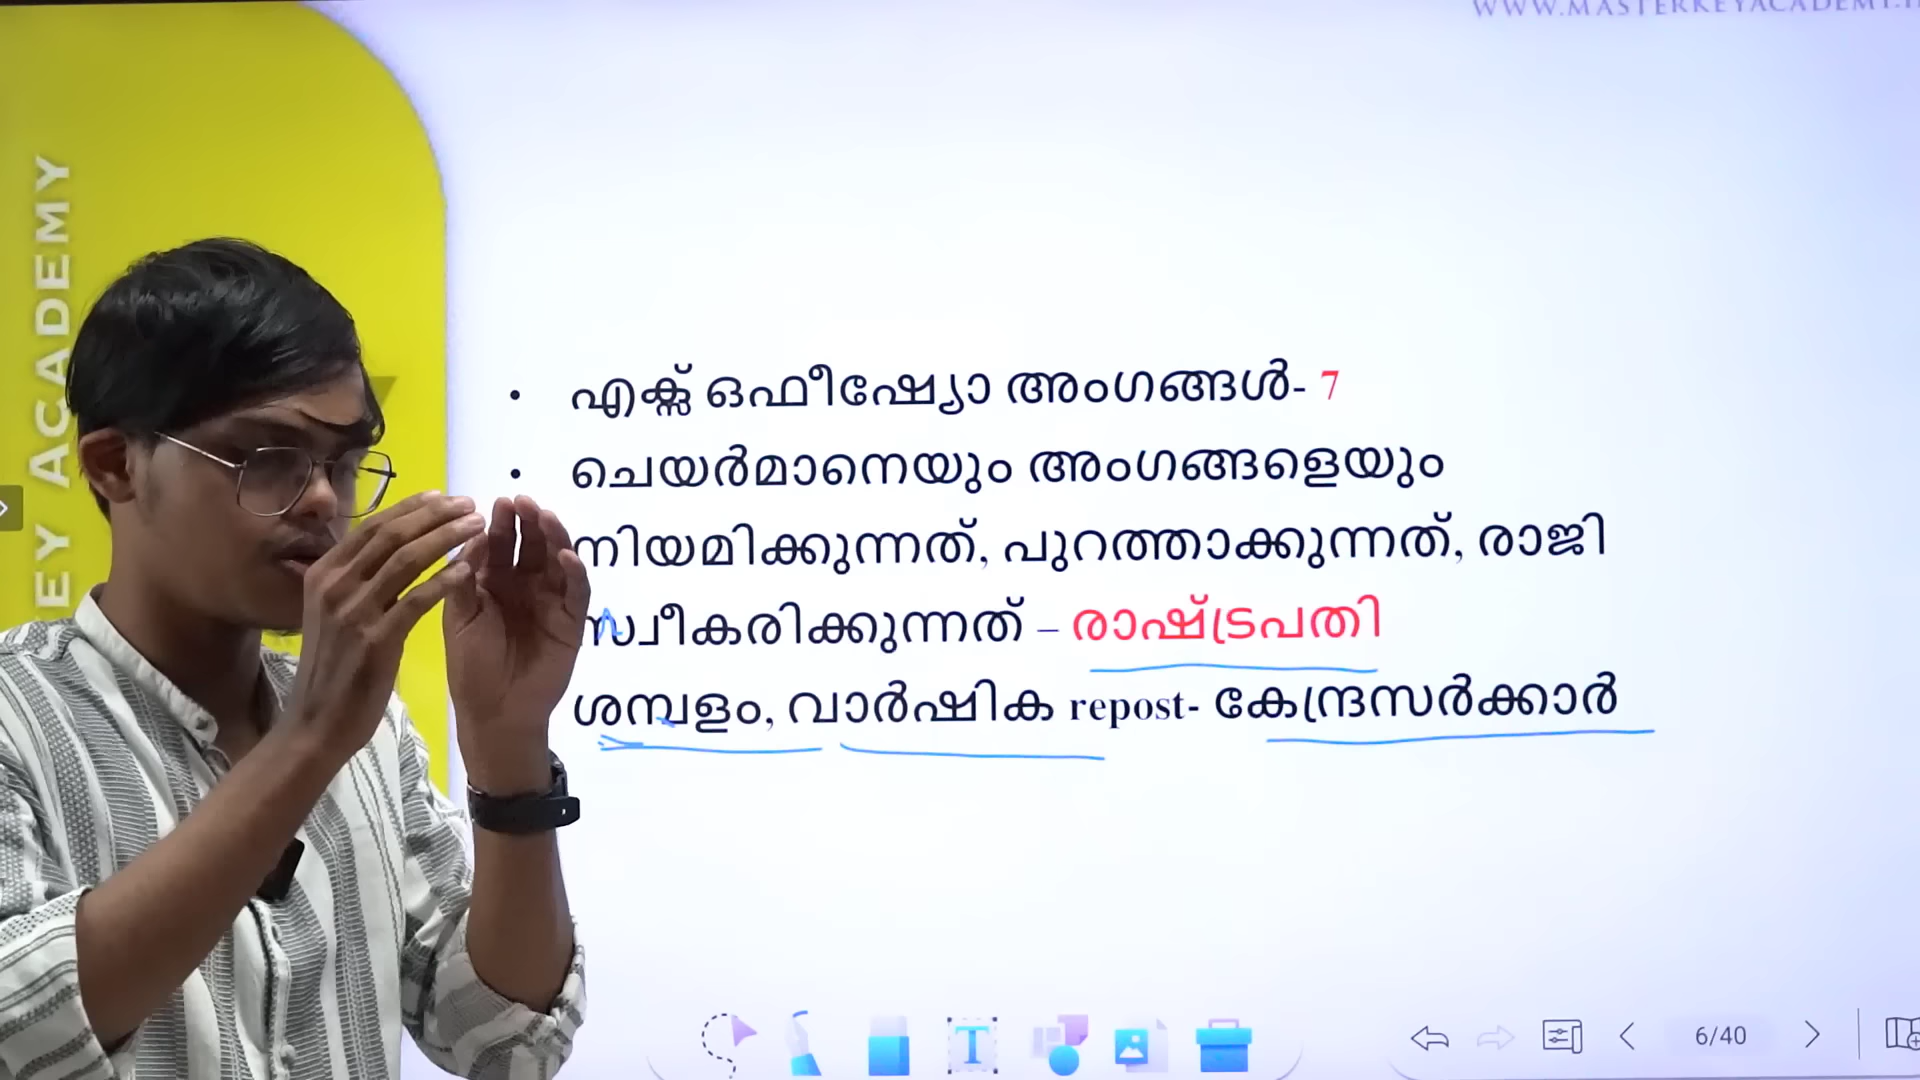 WWW.MASTERKEYACADEMY.I
EY ACADEMY
• എക്സ് ഒഫീഷ്യോ അംഗങ്ങൾ- 7
• ചെയർമാനെയും അംഗങ്ങളെയും
നിയമിക്കുന്നത്, പുറത്താക്കുന്നത്, രാജി
സ്വീകരിക്കുന്നത് – രാഷ്ട്രപതി
ശമ്പളം, വാർഷിക repost- കേന്ദ്രസർക്കാർ
T
6/40